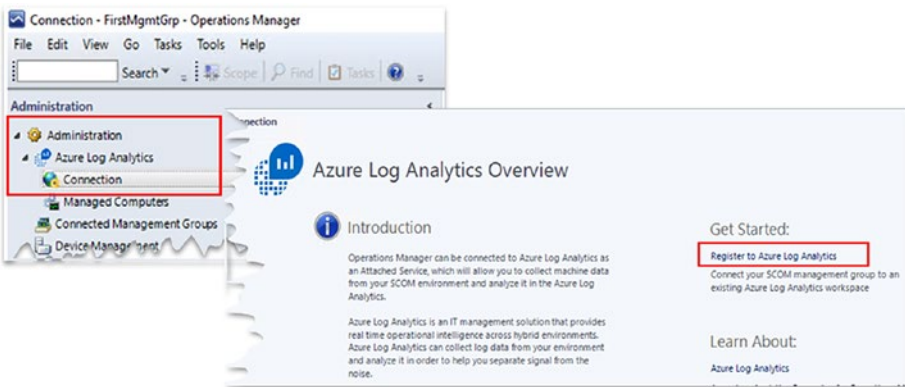 Connection - FirstMgmtGrp - Operations Manager
File Edit View Go Tasks Tools Help
Search Scope Find Tasks
Administration
Administration
Azure Log Analytics
Connection
Managed Computers
Connected Management Groups
Device Management
Azure Log Analytics Overview
Introduction
Operations Manager can be connected to Azure Log Analytics as
an Attached Service, which will allow you to collect machine data
from your SCOM environment and analyze it in the Azure Log
Analytics.
Azure Log Analytics is an IT management solution that provides
real time operational intelligence across hybrid environments.
Azure Log Analytics can collect log data from your environment
and analyze it in order to help you separate signal from the
noise.
Get Started:
Register to Azure Log Analytics
Connect your SCOM management group to an
existing Azure Log Analytics workspace
Learn About:
Azure Log Analytics